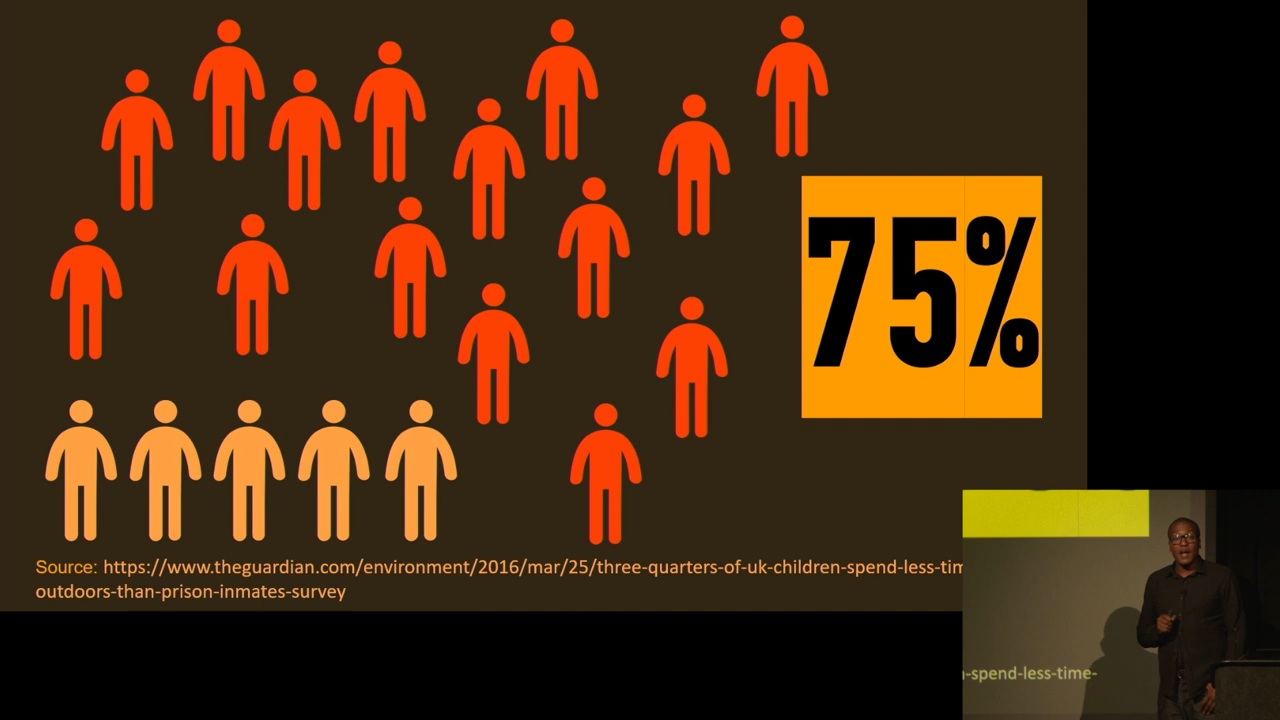 75%
Source: https://www.theguardian.com/environment/2016/mar/25/three-quarters-of-uk-children-spend-less-tim
outdoors-than-prison-inmates-survey
-spend-less-time-